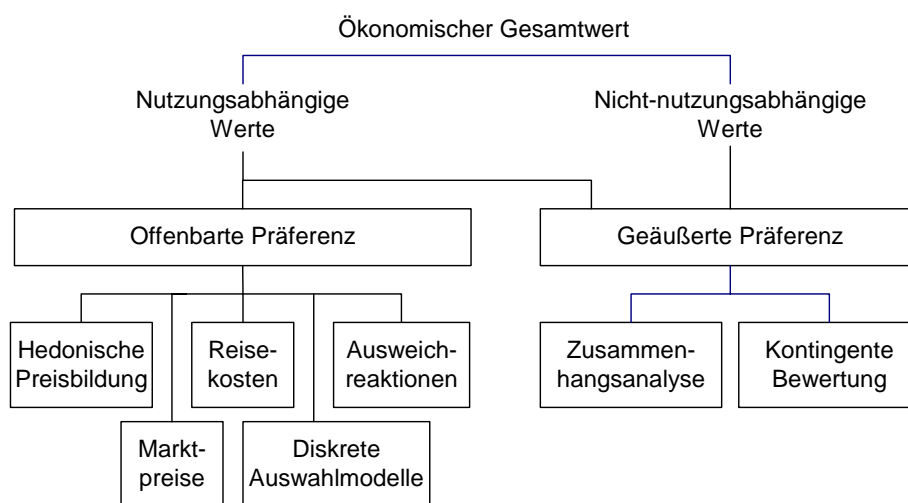 Ökonomischer Gesamtwert
Nutzungsabhängige
Werte
Nicht-nutzungsabhängige
Werte
Offenbarte Präferenz
Geäußerte Präferenz
Hedonische
Preisbildung
Reise-
kosten
Ausweich-
reaktionen
Zusammen-
hangsanalyse
Kontingente
Bewertung
Markt-
preise
Diskrete
Auswahlmodelle